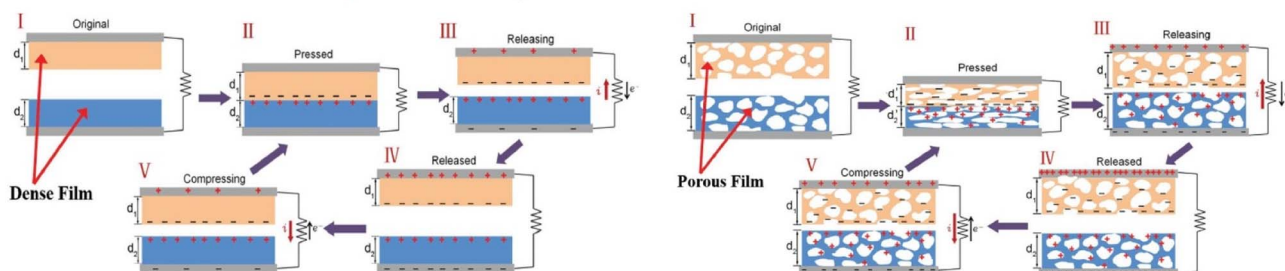 I
Original
d₁
d₂
Dense Film
II
Pressed
d₁
d₂
III
Releasing
d₁
d₂
i
e⁻
IV
Released
d₁
d₂
V
Compressing
d₁
d₂
i
e⁻
I
Original
d₁
d₂
Porous Film
II
Pressed
d₁'
d₂'
III
Releasing
d₁
d₂
i
IV
Released
d₁
d₂
V
Compressing
d₁
d₂
i
e⁻